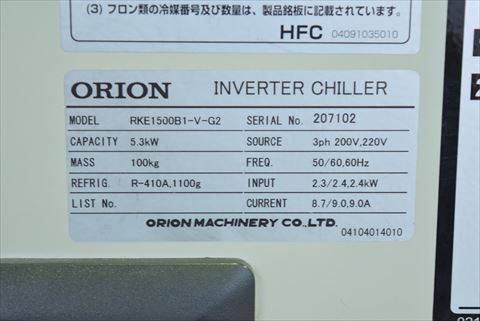 (3) フロン類の冷媒番号及び数量は、製品銘板に記載されています。
HFC 04091035010
ORION INVERTER CHILLER
MODEL RKE1500B1-V-G2 SERIAL No. 207102
CAPACITY 5.3kW SOURCE 3ph 200V,220V
MASS 100kg FREQ. 50/60,60Hz
REFRIG. R-410A,1100g INPUT 2.3/2.4,2.4kW
LIST No. CURRENT 8.7/9.0,9.0A
ORION MACHINERY CO.,LTD.
04104014010